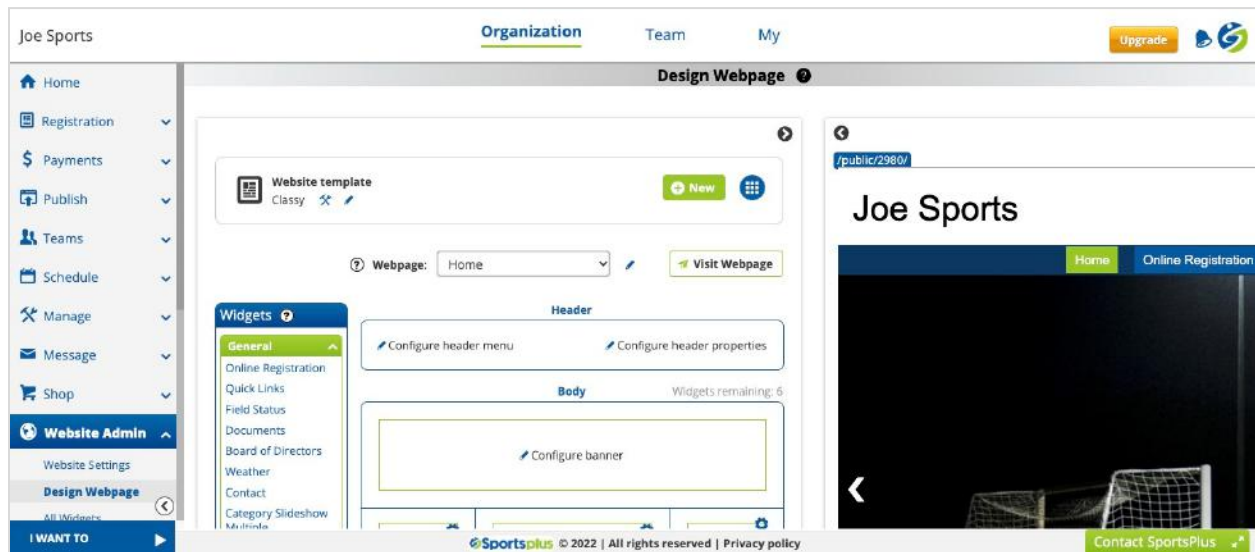 Joe Sports
Organization
Team
My
Upgrade
Design Webpage
Home
Registration
Payments
Publish
Teams
Schedule
Manage
Message
Shop
Website Admin
Website Settings
Design Webpage
All Widgets
I WANT TO
Website template
Classy
New
Webpage:
Home
Visit Webpage
Widgets
General
Online Registration
Quick Links
Field Status
Documents
Board of Directors
Weather
Contact
Category Slideshow
Multiple
Header
Configure header menu
Configure header properties
Body
Widgets remaining: 6
Configure banner
/public/2980/
Joe Sports
Home
Online Registration
Sportsplus © 2022 | All rights reserved | Privacy policy
Contact SportsPlus